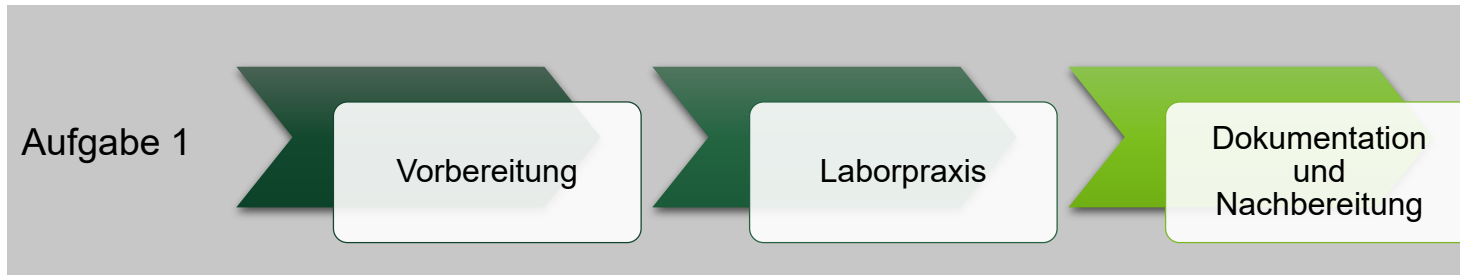 Aufgabe 1
Vorbereitung
Laborpraxis
Dokumentation
und
Nachbereitung